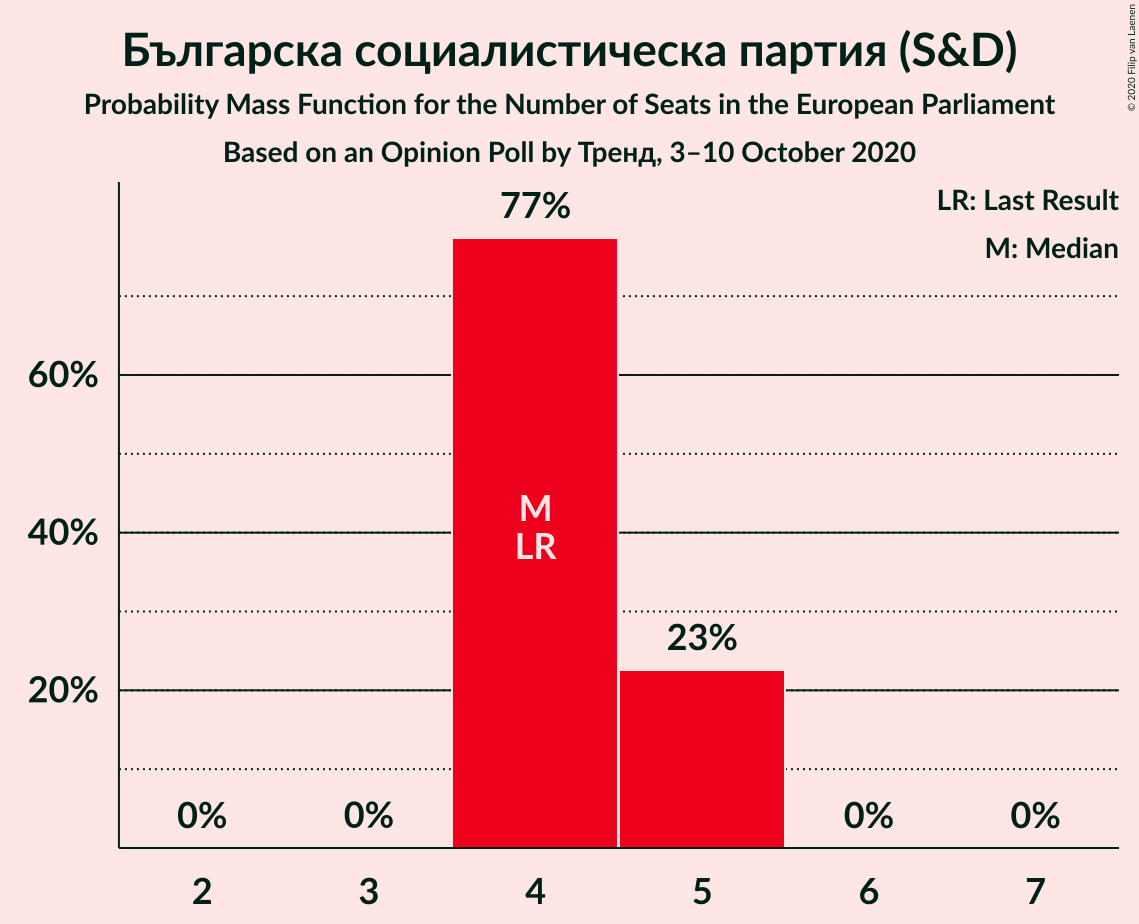 Българска социалистическа партия (S&D)
Probability Mass Function for the Number of Seats in the European Parliament
Based on an Opinion Poll by Тренд, 3–10 October 2020
© 2020 Filip van Laenen
LR: Last Result
M: Median
77%
60%
40%
20%
M
LR
23%
0%
0%
0%
0%
2
3
4
5
6
7